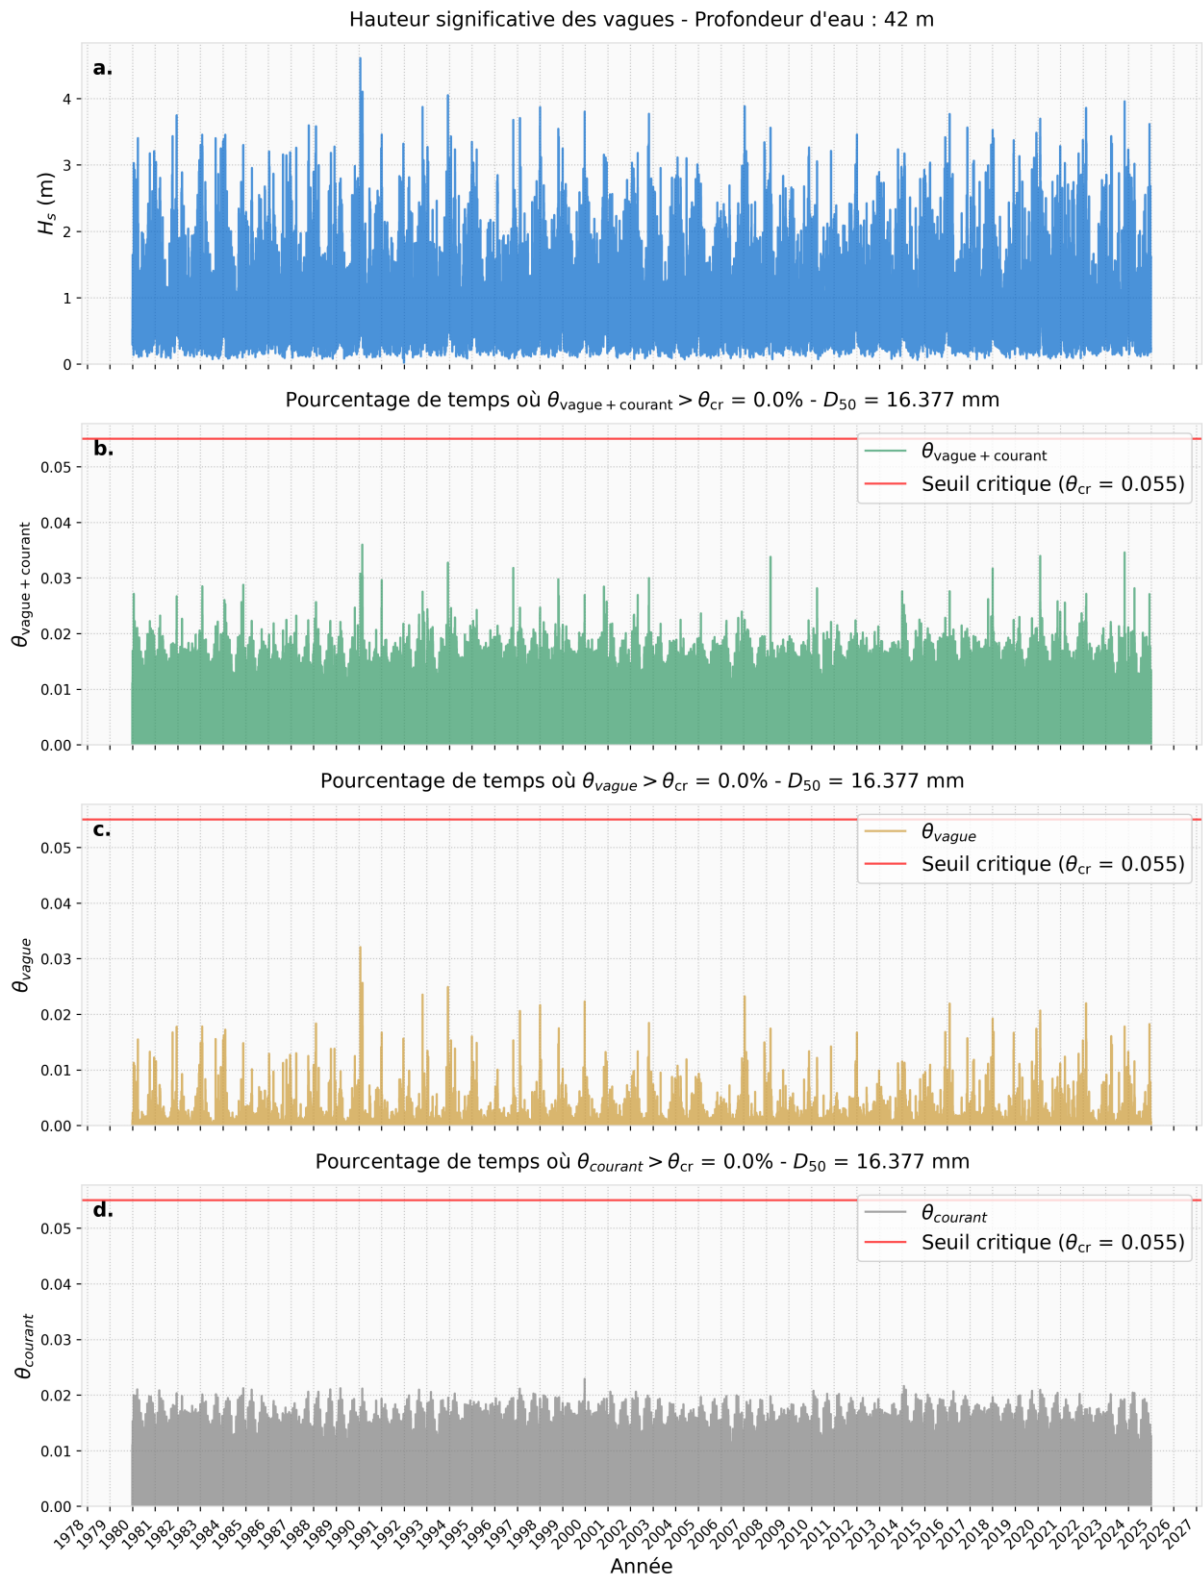 Hauteur significative des vagues - Profondeur d'eau : 42 m
a.
4
3
2
1
0
H_s (m)
Pourcentage de temps où θ_vague + courant > θ_cr = 0.0% - D_50 = 16.377 mm
b.
θ_vague + courant
Seuil critique (θ_cr = 0.055)
0.05
0.04
0.03
0.02
0.01
0.00
θ_vague + courant
Pourcentage de temps où θ_vague > θ_cr = 0.0% - D_50 = 16.377 mm
c.
θ_vague
Seuil critique (θ_cr = 0.055)
0.05
0.04
0.03
0.02
0.01
0.00
θ_vague
Pourcentage de temps où θ_courant > θ_cr = 0.0% - D_50 = 16.377 mm
d.
θ_courant
Seuil critique (θ_cr = 0.055)
0.05
0.04
0.03
0.02
0.01
0.00
θ_courant
1978 1979 1980 1981 1982 1983 1984 1985 1986 1987 1988 1989 1990 1991 1992 1993 1994 1995 1996 1997 1998 1999 2000 2001 2002 2003 2004 2005 2006 2007 2008 2009 2010 2011 2012 2013 2014 2015 2016 2017 2018 2019 2020 2021 2022 2023 2024 2025 2026 2027
Année